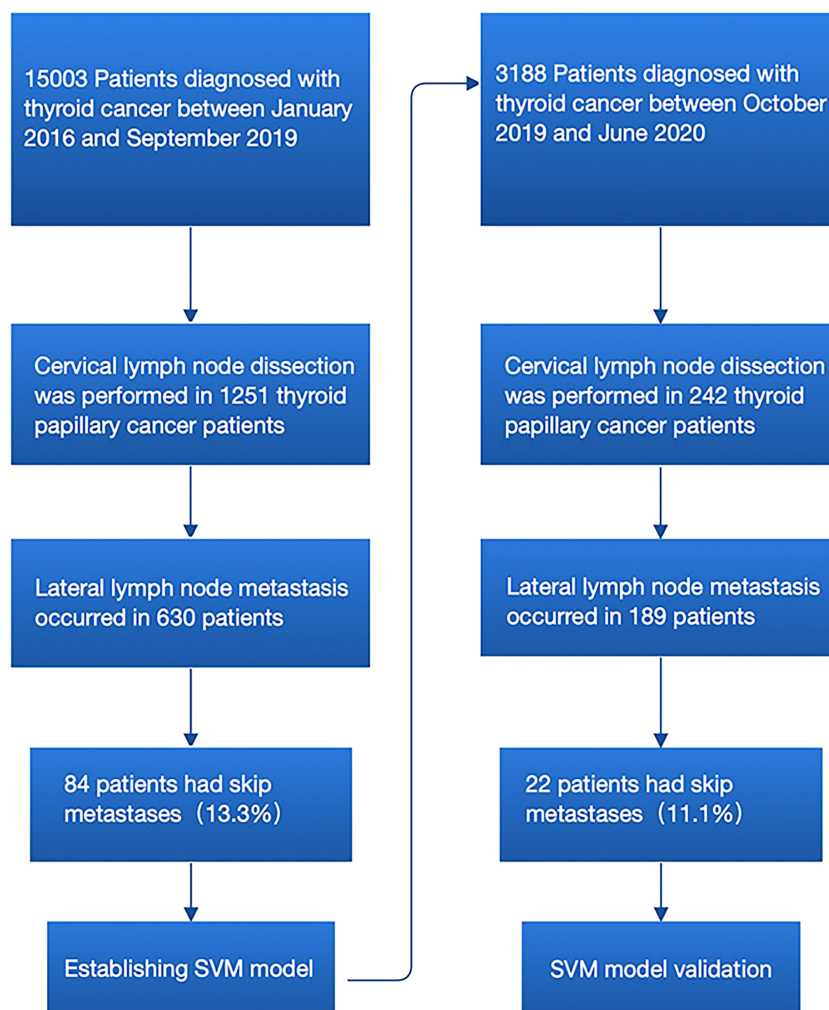 15003 Patients diagnosed with
thyroid cancer between January
2016 and September 2019
Cervical lymph node dissection
was performed in 1251 thyroid
papillary cancer patients
Lateral lymph node metastasis
occurred in 630 patients
84 patients had skip
metastases（13.3%）
Establishing SVM model
3188 Patients diagnosed with
thyroid cancer between October
2019 and June 2020
Cervical lymph node dissection
was performed in 242 thyroid
papillary cancer patients
Lateral lymph node metastasis
occurred in 189 patients
22 patients had skip
metastases（11.1%）
SVM model validation